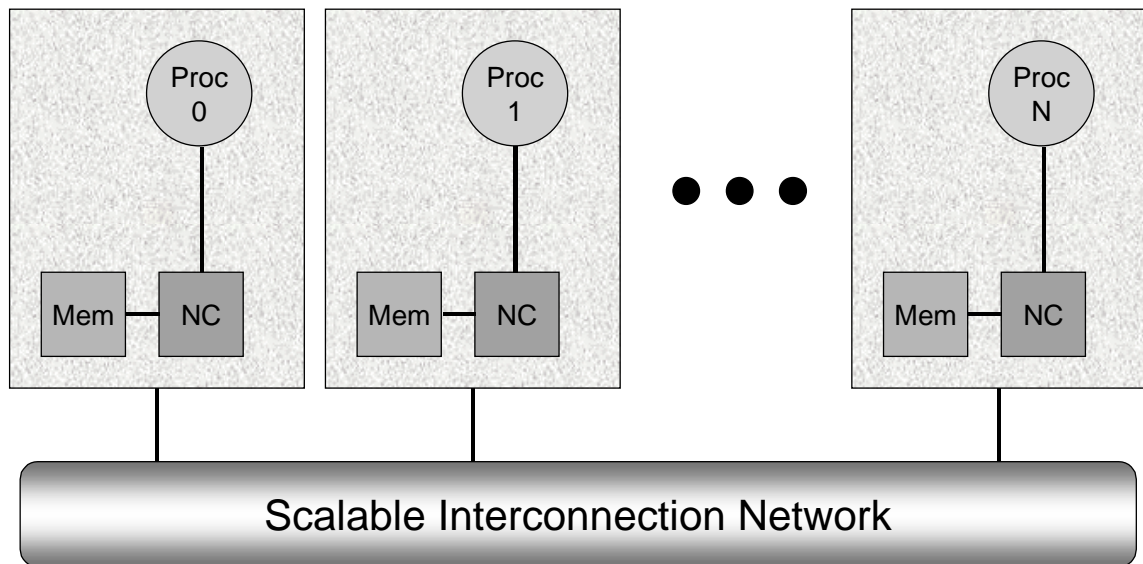 Proc
0
Proc
1
Proc
N
Mem
NC
Mem
NC
Mem
NC
Scalable Interconnection Network